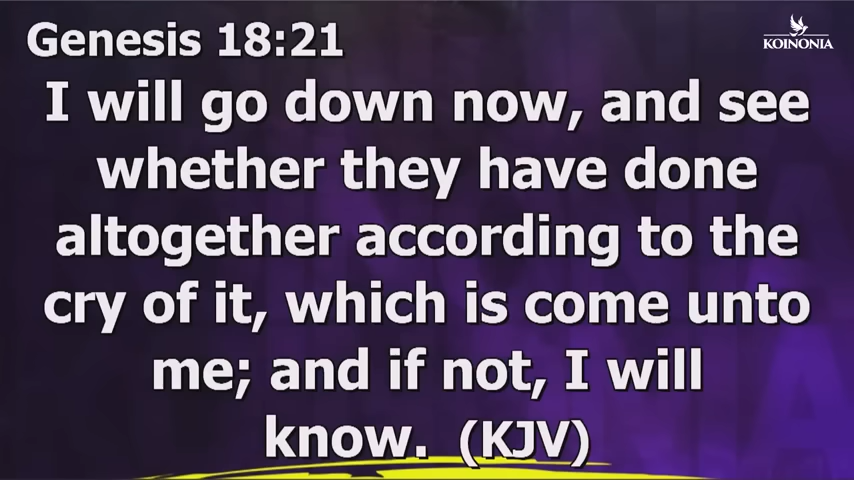 Genesis 18:21
KOINONIA
I will go down now, and see
whether they have done
altogether according to the
cry of it, which is come unto
me; and if not, I will
know. (KJV)